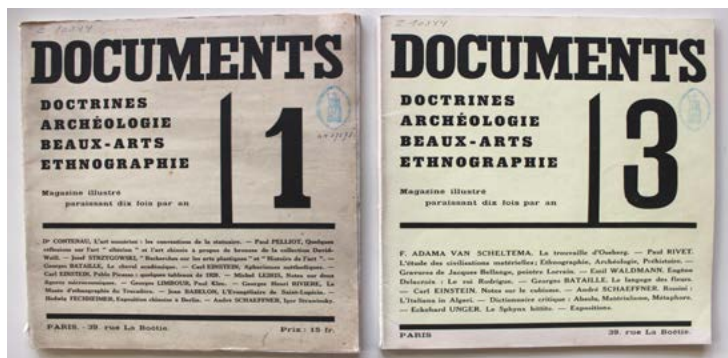 DOCUMENTS
DOCTRINES
ARCHÉOLOGIE
BEAUX-ARTS
ETHNOGRAPHIE
1
Magazine illustré
paraissant dix fois par an
Dr CONTENAU, L'art sumérien : les conventions de la statuaire. — Paul PELLIOT, Quelques
réflexions sur l'art " sibérien " et l'art chinois à propos de bronzes de la collection David-
Weill. — Josef STRZYGOWSKI, " Recherches sur les arts plastiques " et " Histoire de l'art ". —
Georges BATAILLE, Le cheval académique. — Carl EINSTEIN, Aphorismes méthodiques.
Carl EINSTEIN, Pablo Picasso : quelques tableaux de 1928. — Michel LEIRIS, Notes sur deux
figures microcosmiques. — Georges LIMBOUR, Paul Klee. — Georges Henri RIVIERE, Le
Musée d'ethnographie du Trocadéro. — Jean BABELON, L'Evangéliaire de Saint-Lupicin. —
Hedwig FECHHEIMER, Exposition chinoise à Berlin. — André SCHAEFFNER, Igor Strawinsky.
PARIS. - 39, rue La Boétie.
Prix : 15 fr.
DOCUMENTS
DOCTRINES
ARCHÉOLOGIE
BEAUX-ARTS
ETHNOGRAPHIE
3
Magazine illustré
paraissant dix fois par an
F. ADAMA VAN SCHELTEMA. La trouvaille d'Oseberg. — Paul RIVET.
L'étude des civilisations matérielles; Ethnographie, Archéologie, Préhistoire. —
Gravures de Jacques Bellange, peintre Lorrain. — Emil WALDMANN. Eugène
Delacroix : Le roi Rodrigue. — Georges BATAILLE. Le langage des fleurs.
— Carl EINSTEIN. Notes sur le cubisme. — André SCHAEFFNER. Rossini :
L'Italiana in Algeri. — Dictionnaire critique : Absolu, Matérialisme, Métaphore.
— Eckehard UNGER. Le Sphinx hittite. — Expositions.
PARIS
39, rue La Boétie.